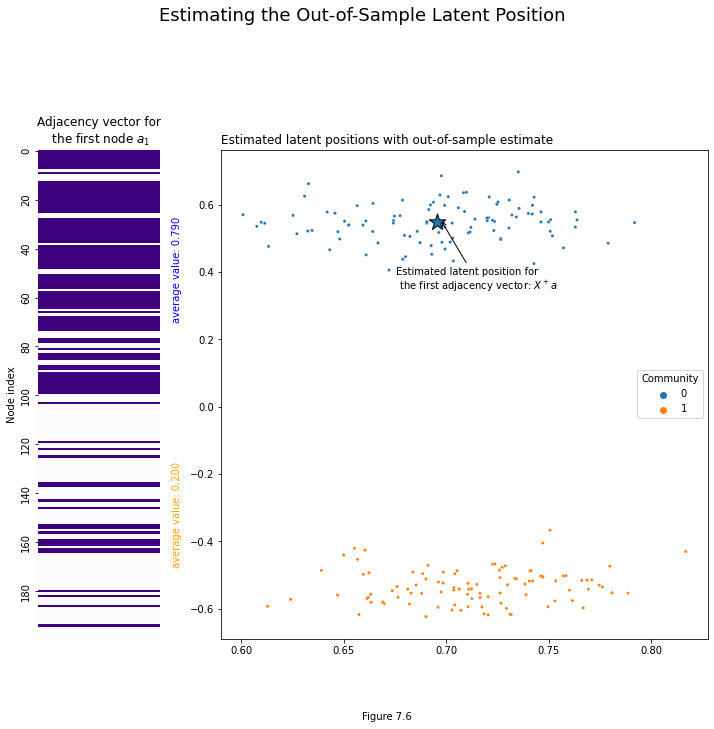 Estimating the Out-of-Sample Latent Position
Adjacency vector for
the first node a₁
0
20
40
60
80
100
120
140
160
180
Node index
average value: 0.790
average value: 0.200
Estimated latent positions with out-of-sample estimate
0.6
0.4
0.2
0.0
−0.2
−0.4
−0.6
Estimated latent position for
the first adjacency vector: X⁺a
Community
0
1
0.60 0.65 0.70 0.75 0.80
Figure 7.6